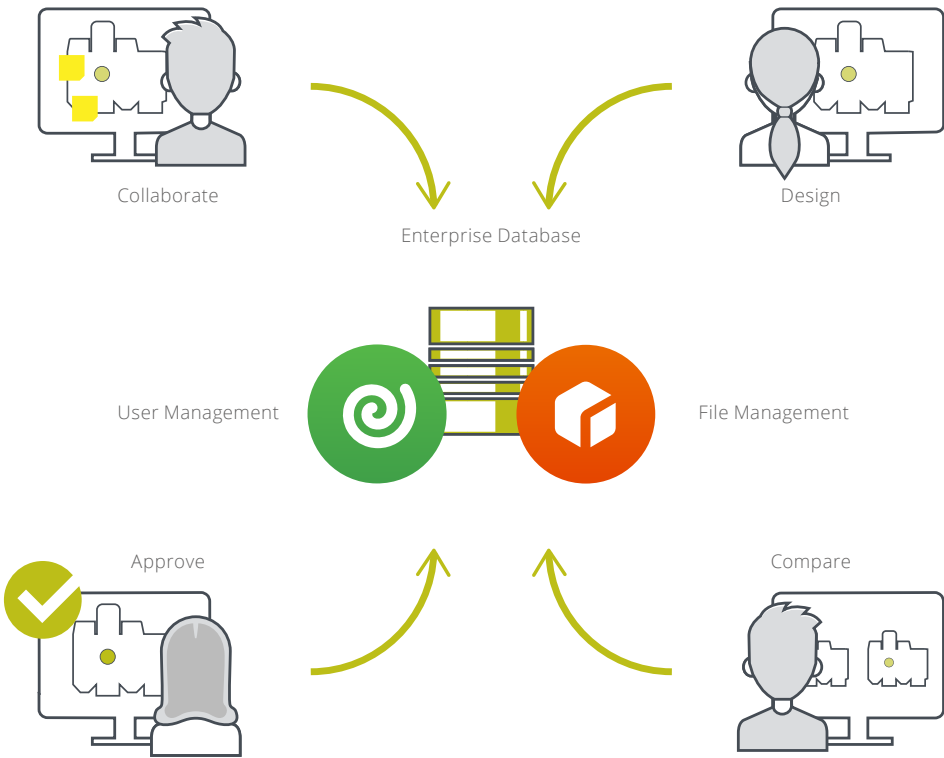 Collaborate
Design
Enterprise Database
User Management
File Management
Approve
Compare